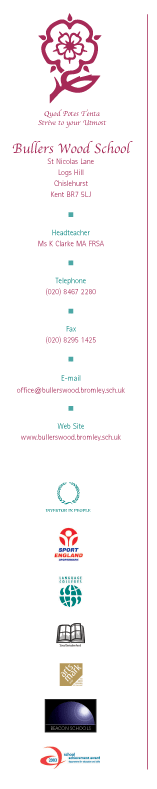 Quod Potes Tenta
Strive to your Utmost
Bullers Wood School
St Nicolas Lane
Logs Hill
Chislehurst
Kent BR7 5LJ
Headteacher
Ms K Clarke MA FRSA
Telephone
(020) 8467 2280
Fax
(020) 8295 1425
E-mail
office@bullerswood.bromley.sch.uk
Web Site
www.bullerswood.bromley.sch.uk
INVESTOR IN PEOPLE
SPORT
ENGLAND
LANGUAGE
COLLEGES
arts
mark
BEACON SCHOOLS
school
achievement award